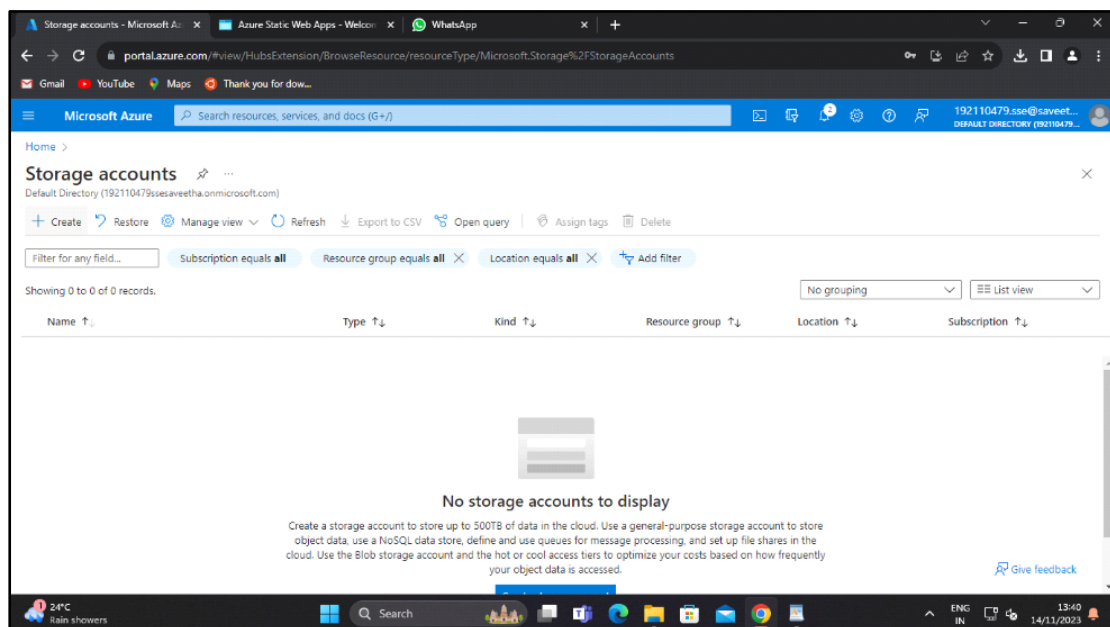 Storage accounts - Microsoft Az
Azure Static Web Apps - Welcon
WhatsApp
portal.azure.com/#view/HubsExtension/BrowseResource/resourceType/Microsoft.Storage%2FStorageAccounts
Gmail YouTube Maps Thank you for dow...
Microsoft Azure Search resources, services, and docs (G+/) 2 192110479.sse@saveet...
DEFAULT DIRECTORY (192110479...
Home >
Storage accounts ...
Default Directory (192110479ssesaveetha.onmicrosoft.com)
+ Create Restore Manage view Refresh Export to CSV Open query Assign tags Delete
Filter for any field... Subscription equals all Resource group equals all Location equals all Add filter
Showing 0 to 0 of 0 records. No grouping List view
Name ↑↓ Type ↑↓ Kind ↑↓ Resource group ↑↓ Location ↑↓ Subscription ↑↓
No storage accounts to display
Create a storage account to store up to 500TB of data in the cloud. Use a general-purpose storage account to store
object data, use a NoSQL data store, define and use queues for message processing, and set up file shares in the
cloud. Use the Blob storage account and the hot or cool access tiers to optimize your costs based on how frequently
your object data is accessed.
Give feedback
1 24°C
Rain showers
Search
ENG
IN
13:40
14/11/2023